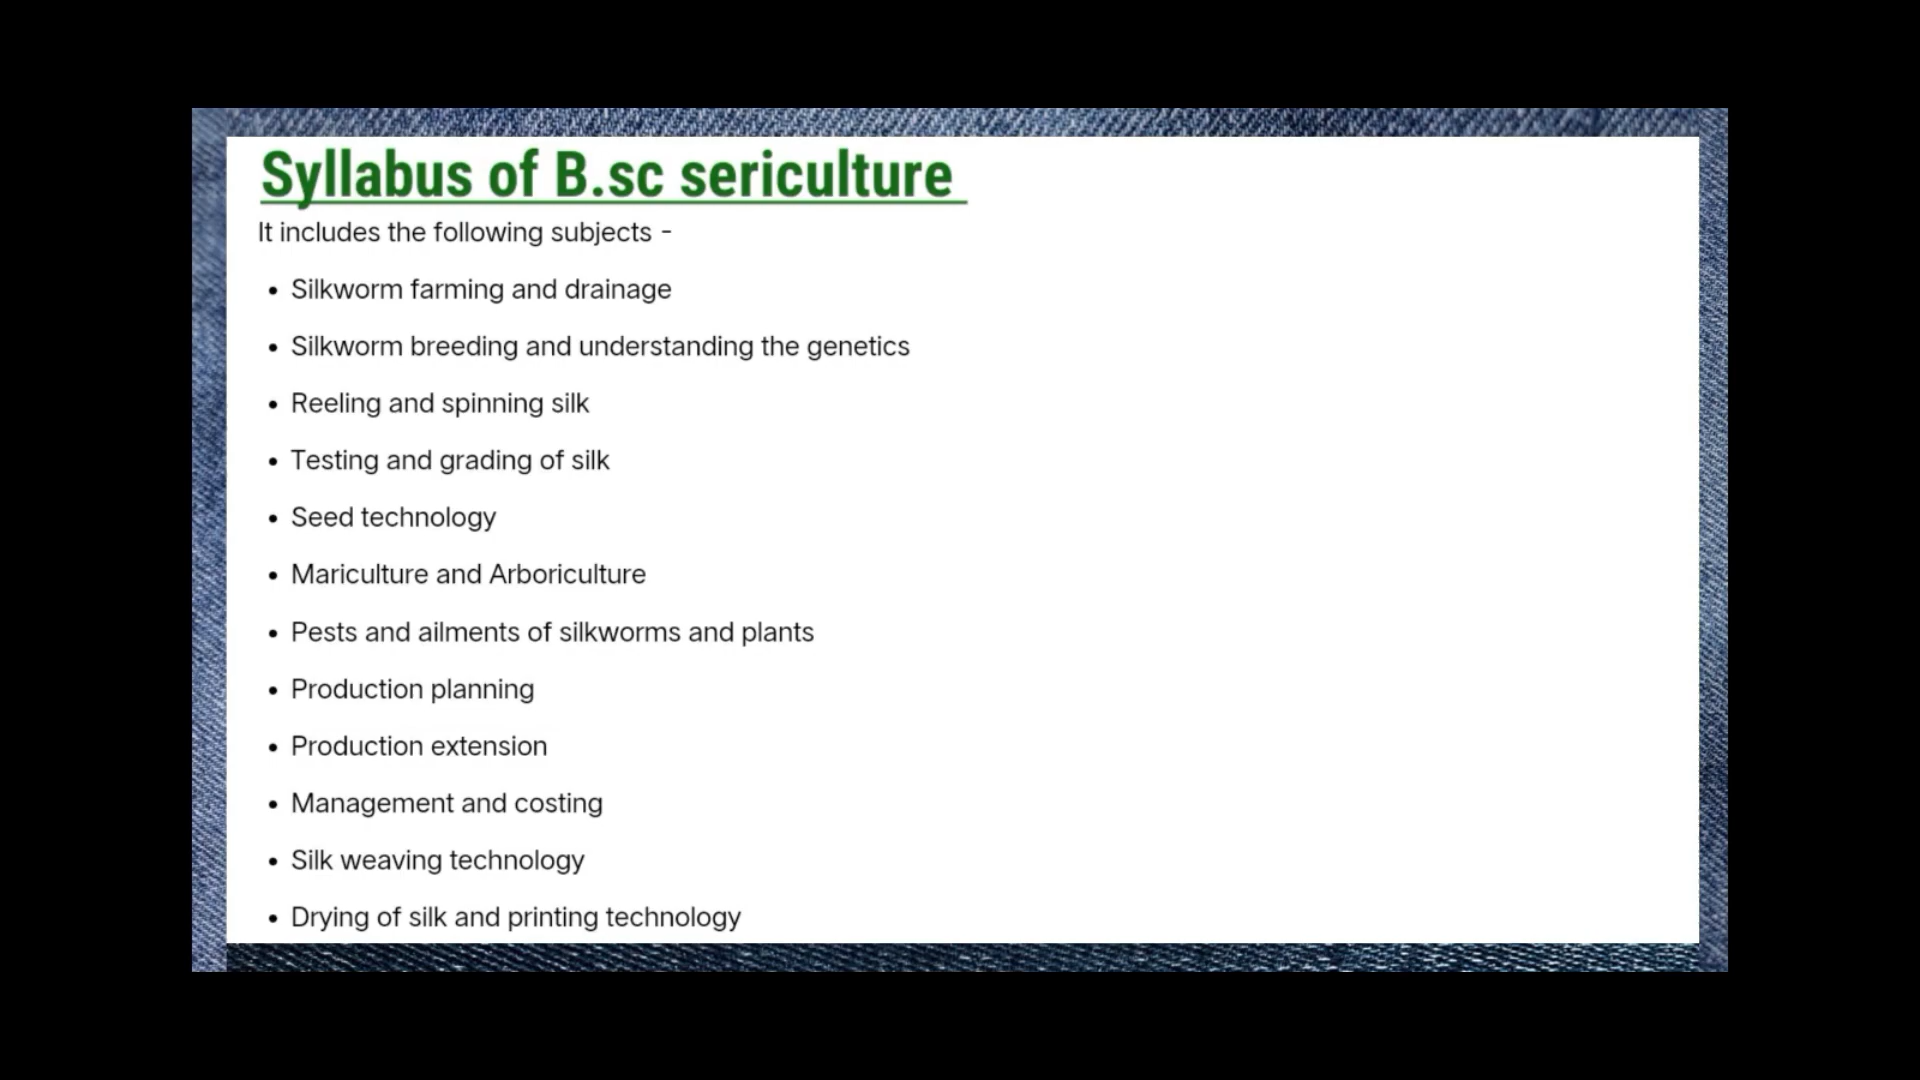 Syllabus of B.sc sericulture
It includes the following subjects -
• Silkworm farming and drainage
• Silkworm breeding and understanding the genetics
• Reeling and spinning silk
• Testing and grading of silk
• Seed technology
• Mariculture and Arboriculture
• Pests and ailments of silkworms and plants
• Production planning
• Production extension
• Management and costing
• Silk weaving technology
• Drying of silk and printing technology